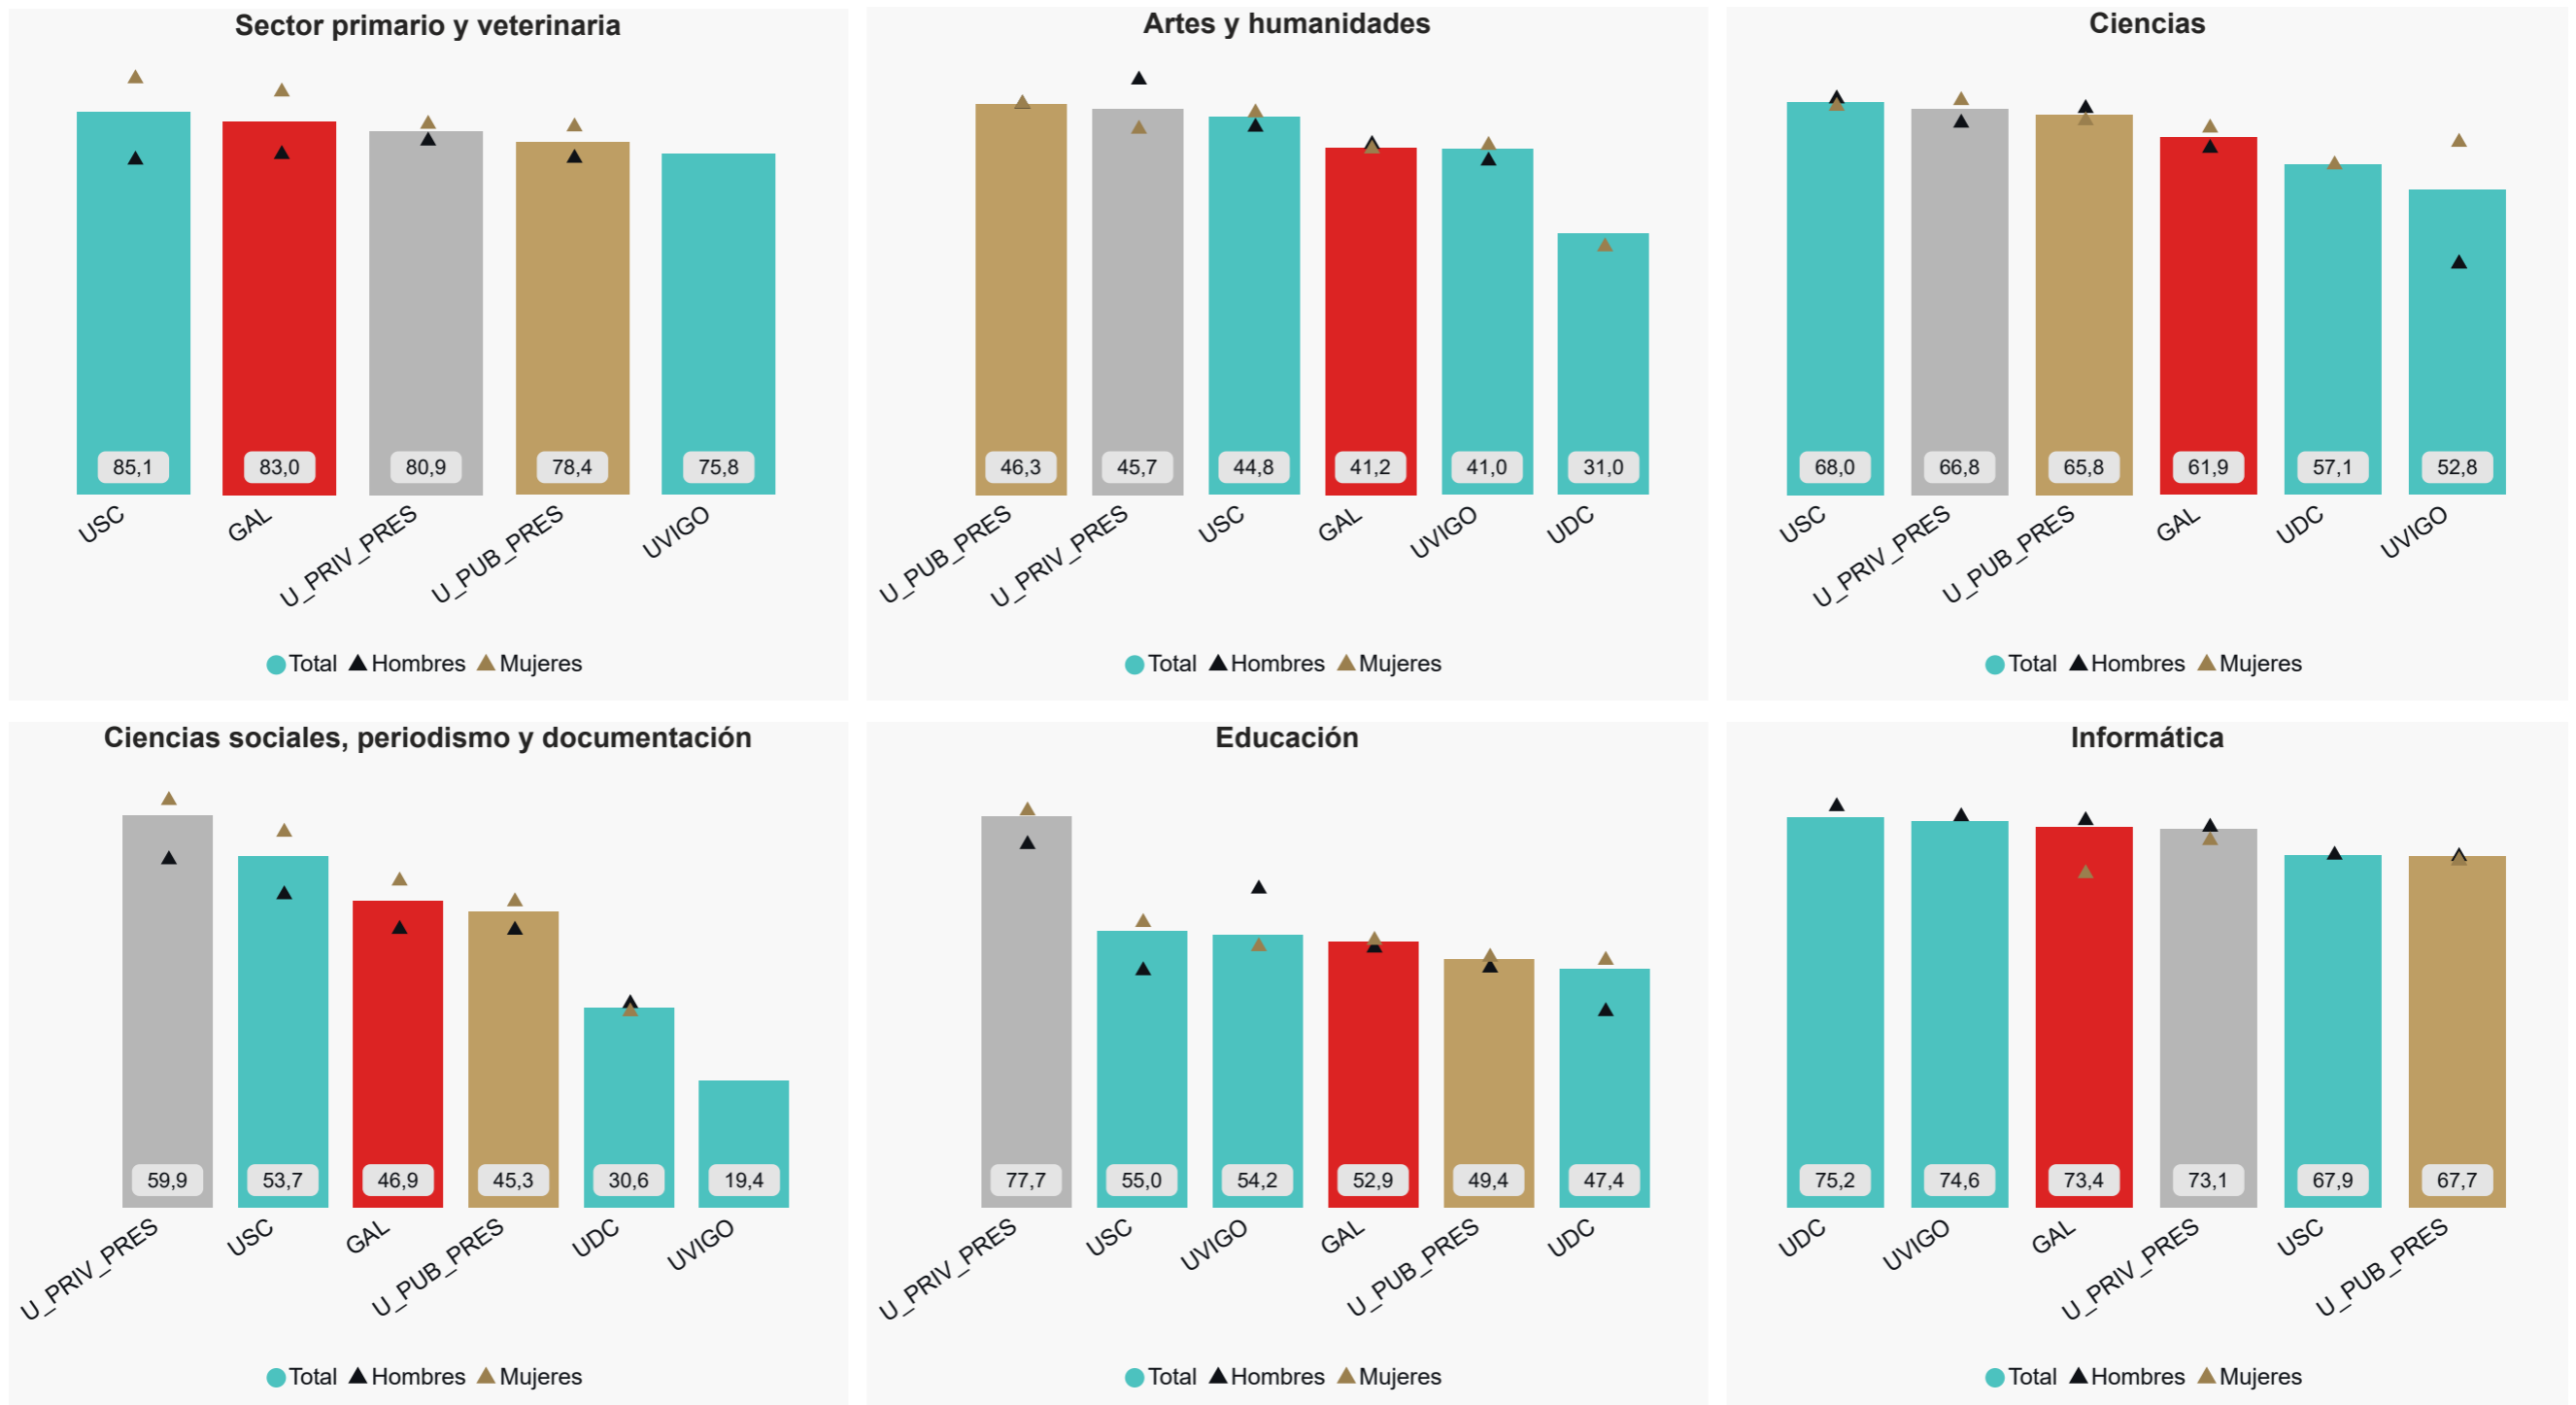 Sector primario y veterinaria
85,1 83,0 80,9 78,4 75,8
USC GAL U_PRIV_PRES U_PUB_PRES UVIGO
Total Hombres Mujeres
Artes y humanidades
46,3 45,7 44,8 41,2 41,0 31,0
U_PUB_PRES U_PRIV_PRES USC GAL UVIGO UDC
Total Hombres Mujeres
Ciencias
68,0 66,8 65,8 61,9 57,1 52,8
USC U_PRIV_PRES U_PUB_PRES GAL UDC UVIGO
Total Hombres Mujeres
Ciencias sociales, periodismo y documentación
59,9 53,7 46,9 45,3 30,6 19,4
U_PRIV_PRES USC GAL U_PUB_PRES UDC UVIGO
Total Hombres Mujeres
Educación
77,7 55,0 54,2 52,9 49,4 47,4
U_PRIV_PRES USC UVIGO GAL U_PUB_PRES UDC
Total Hombres Mujeres
Informática
75,2 74,6 73,4 73,1 67,9 67,7
UDC UVIGO GAL U_PRIV_PRES USC U_PUB_PRES
Total Hombres Mujeres